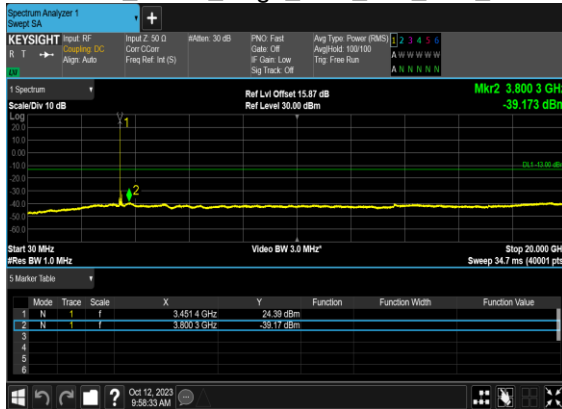 Spectrum Analyzer 1
Swept SA
+
KEYSIGHT Input: RF Input Z: 50 Ω #Atten: 30 dB PNO: Fast Avg Type: Power (RMS) 1 2 3 4 5 6
R T Coupling: DC Corr CCorr Gate: Off Avg|Hold: 100/100 A W W W W W
Align: Auto Freq Ref: Int (S) IF Gain: Low Trig: Free Run
Sig Track: Off A N N N N N
1 Spectrum Ref Lvl Offset 15.87 dB Mkr2 3.800 3 GHz
Scale/Div 10 dB Ref Level 30.00 dBm -39.173 dBm
Log
20.0
10.0
0.00
-10.0
-20.0
-30.0
-40.0
-50.0
-60.0
1
2
DL1 -13.00 dBm
Start 30 MHz Video BW 3.0 MHz* Stop 20.000 GHz
#Res BW 1.0 MHz Sweep 34.7 ms (40001 pts)
5 Marker Table
Mode Trace Scale X Y Function Function Width Function Value
1 N 1 f 3.451 4 GHz 24.39 dBm
2 N 1 f 3.800 3 GHz -39.17 dBm
3
4
5
6
? Oct 12, 2023
9:58:33 AM